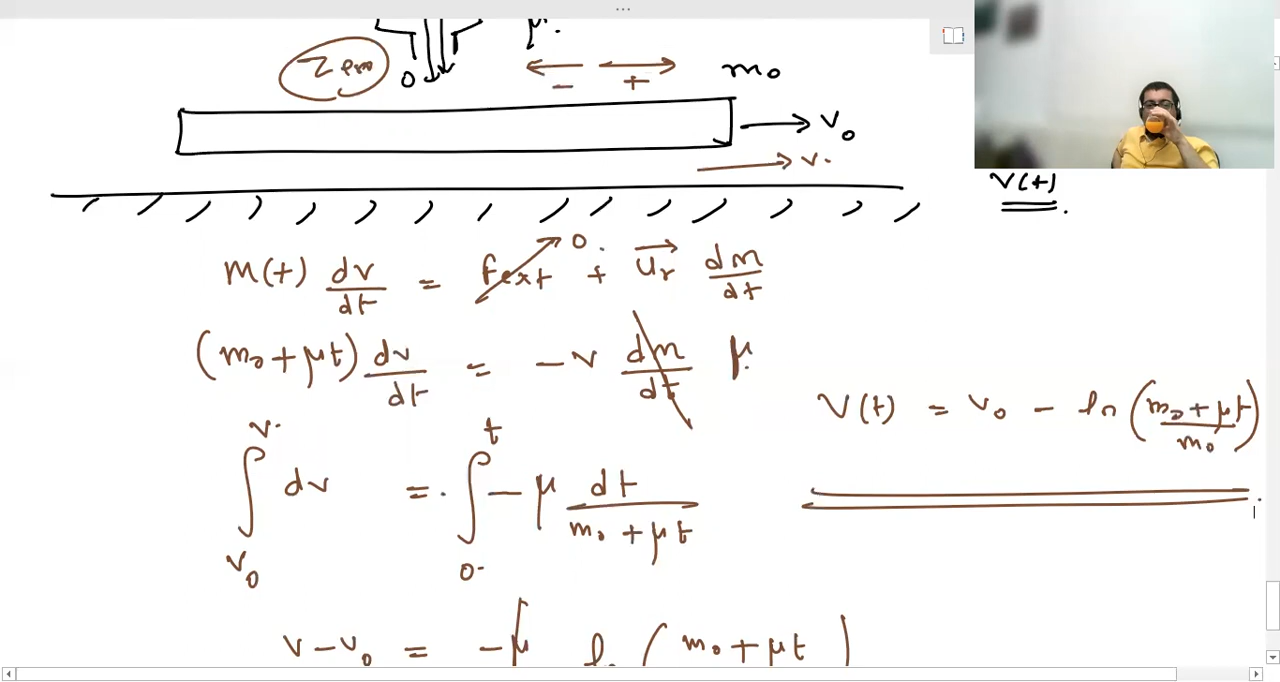 μ.
Zero
0
- +
m₀
v₀
v.
v(t)
m(t) dv/dt = fext + u⃗r dm/dt
0.
(m₀ + μt) dv/dt = -v dm/dt μ.
v(t) = v₀ - ln (m₀ + μt / m₀)
∫_{v₀}^{v.} dv = . ∫_{0}^{t} - μ dt / m₀ + μt
v - v₀ = -μ ln (m₀ + μt)